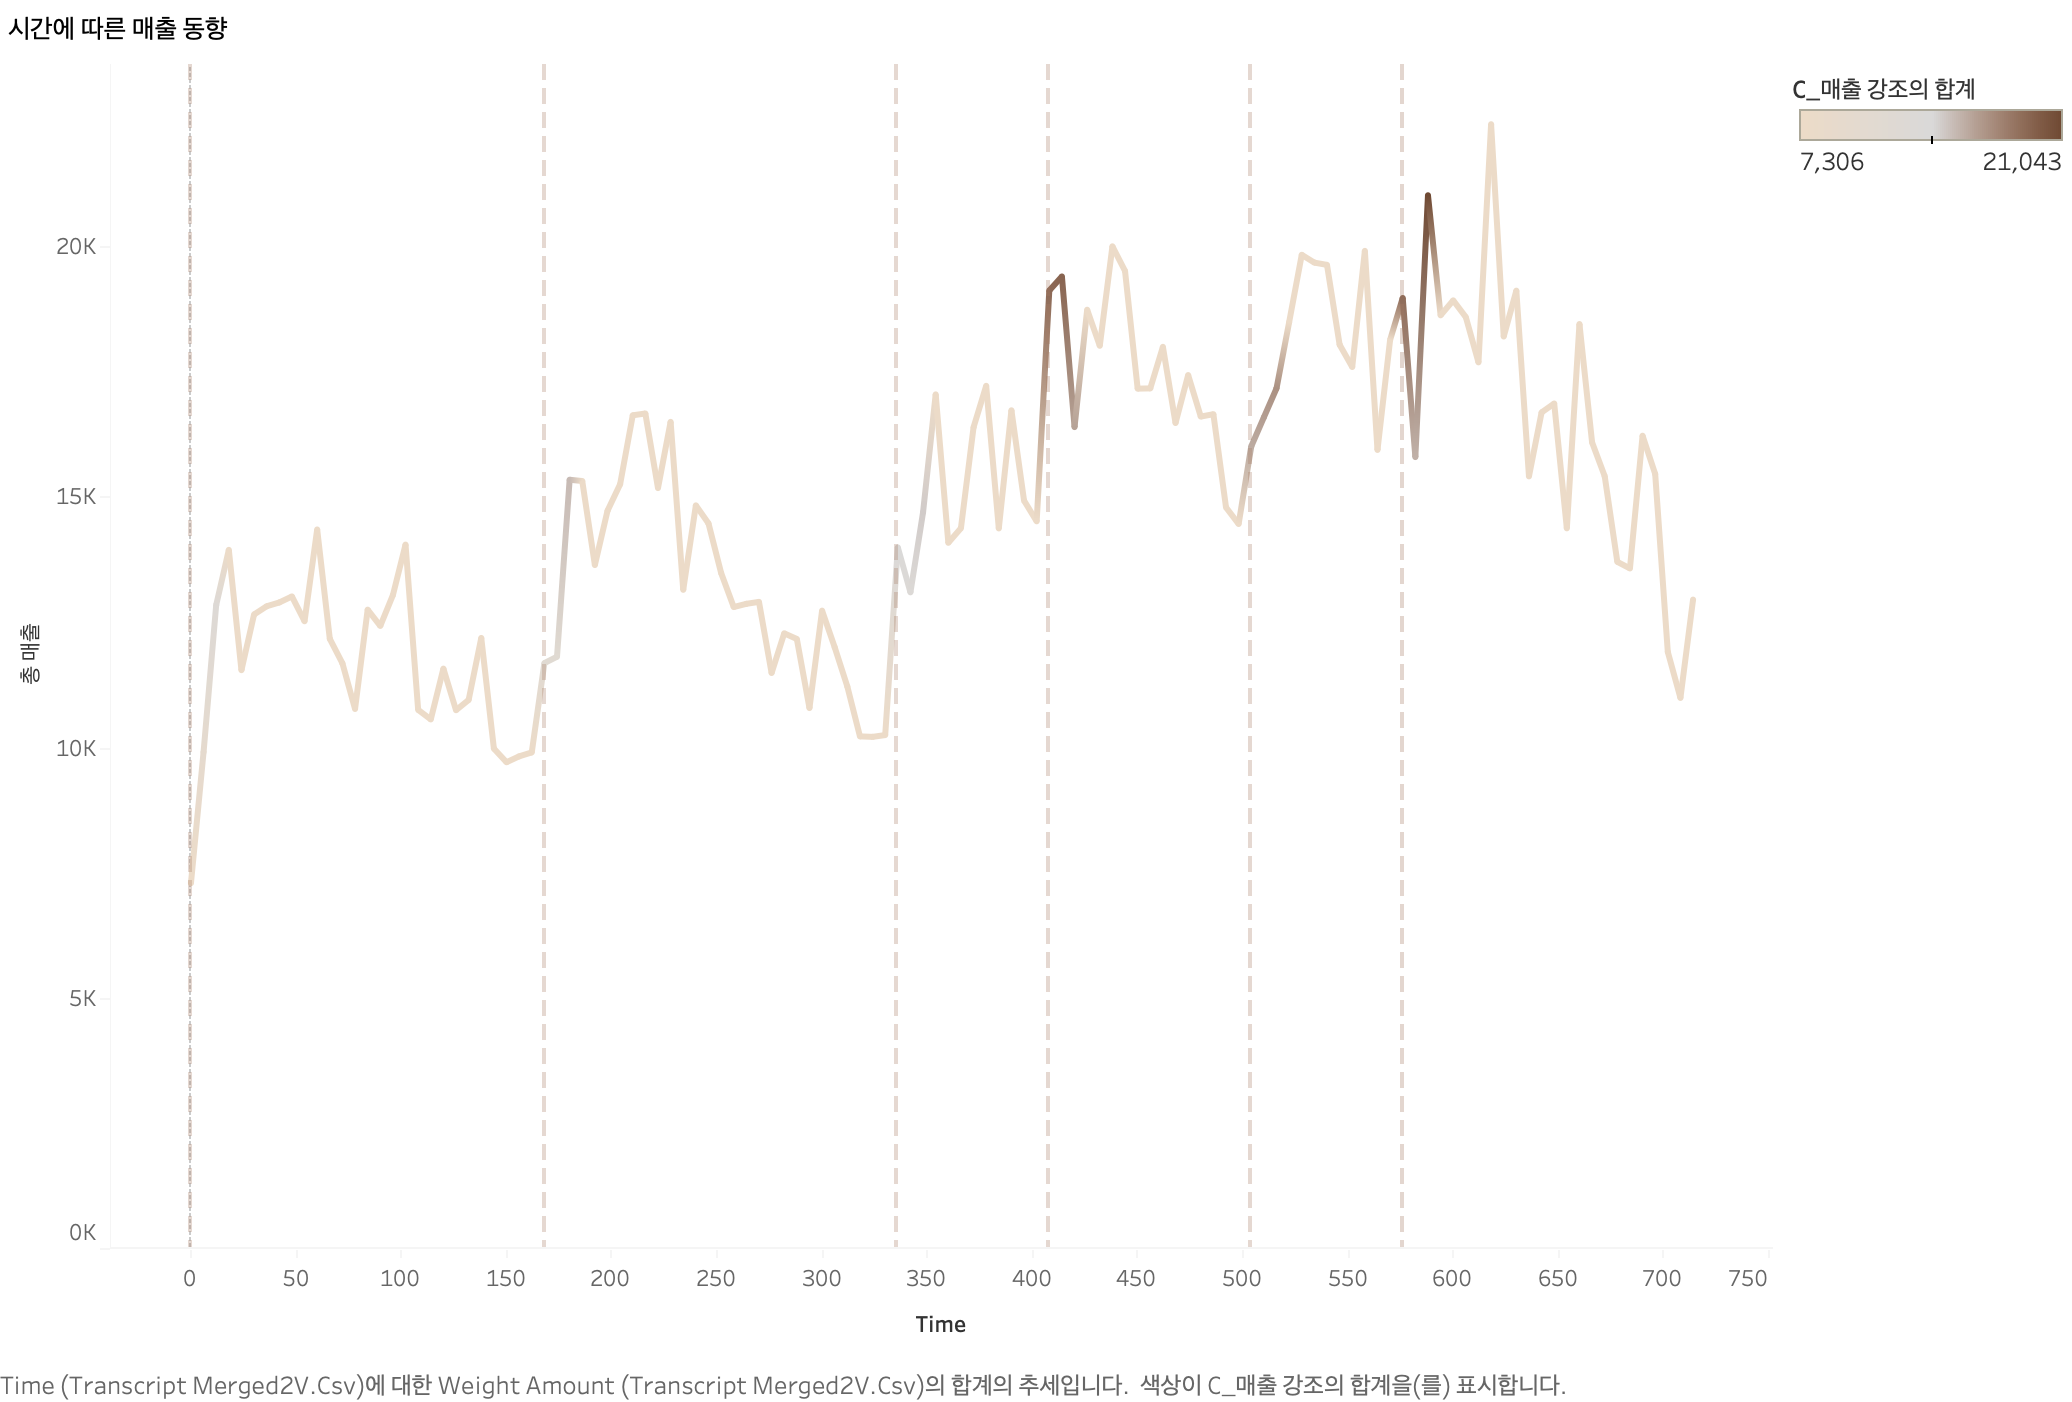 시간에 따른 매출 동향
C_매출 강조의 합계
7,306 21,043
20K
15K
총 매출
10K
5K
0K
0 50 100 150 200 250 300 350 400 450 500 550 600 650 700 750
Time
Time (Transcript Merged2V.Csv)에 대한 Weight Amount (Transcript Merged2V.Csv)의 합계의 추세입니다. 색상이 C_매출 강조의 합계을(를) 표시합니다.